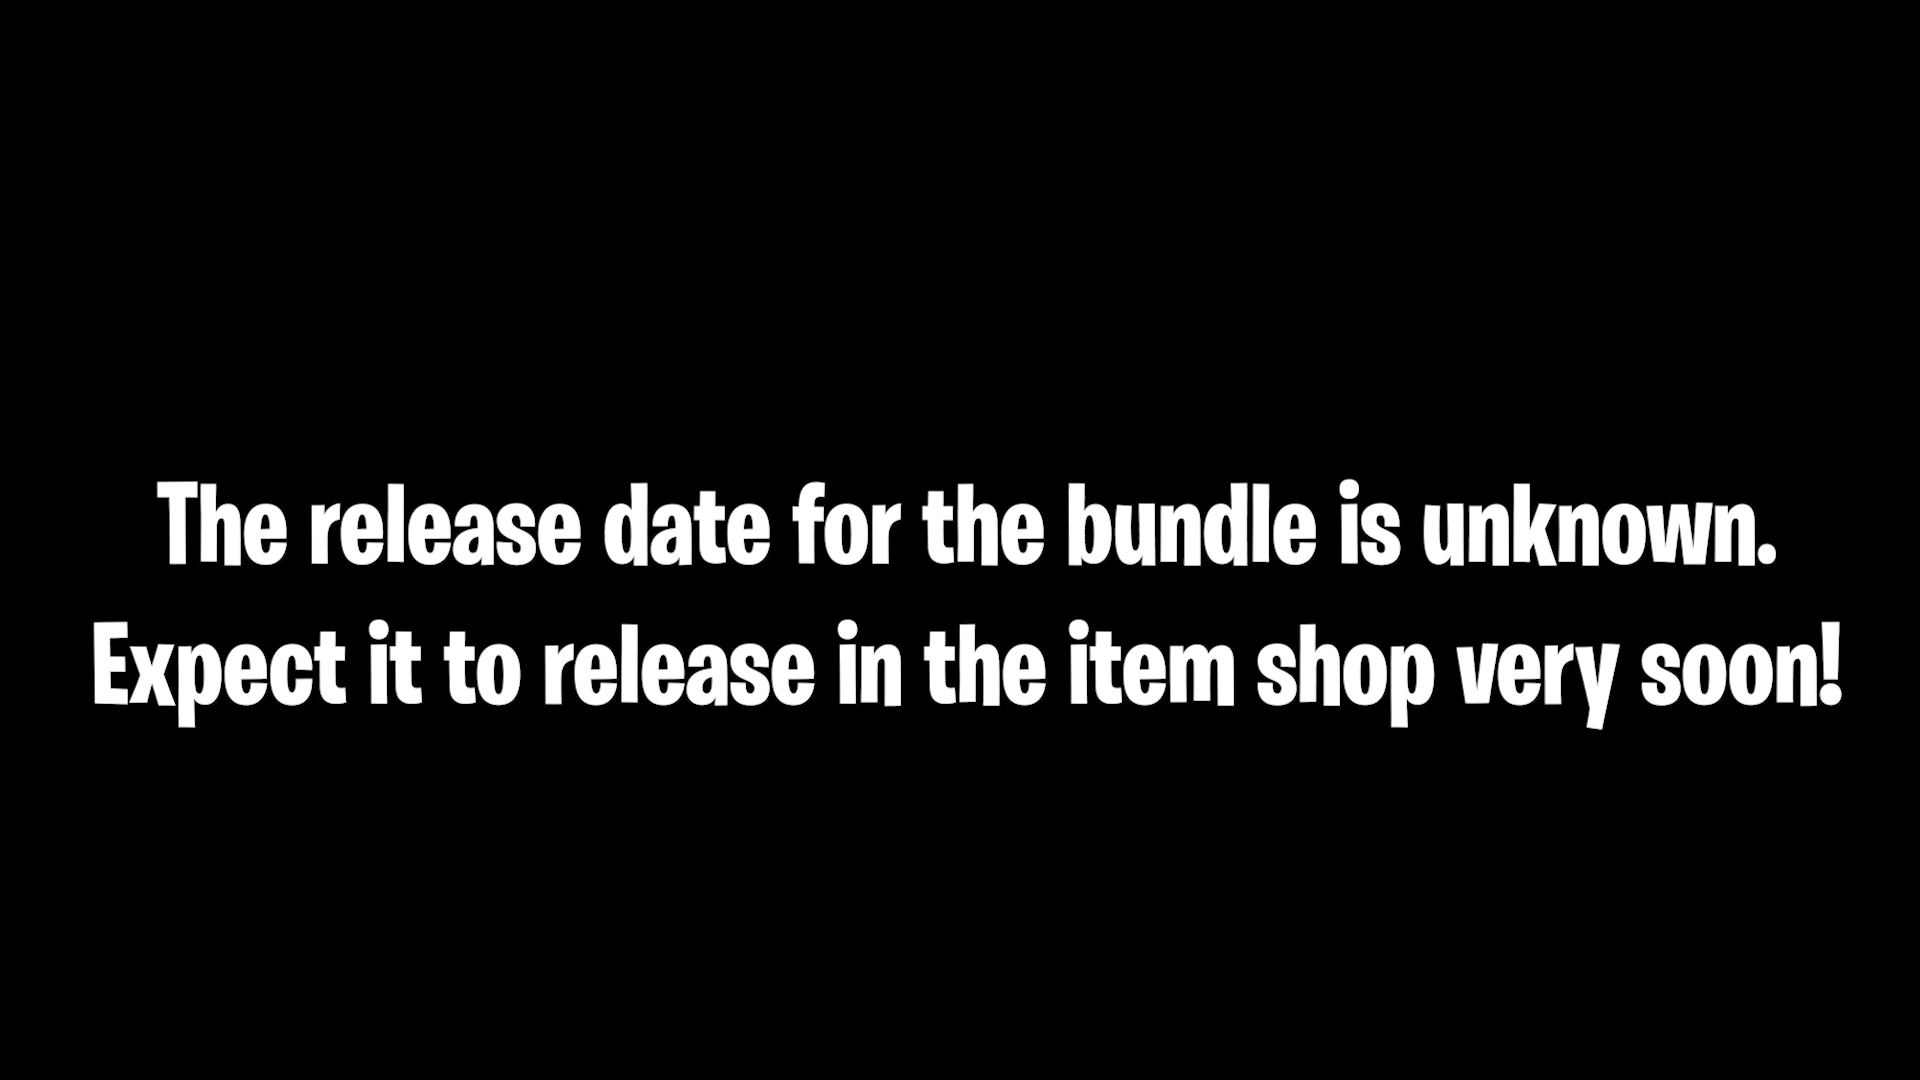 The release date for the bundle is unknown.
Expect it to release in the item shop very soon!